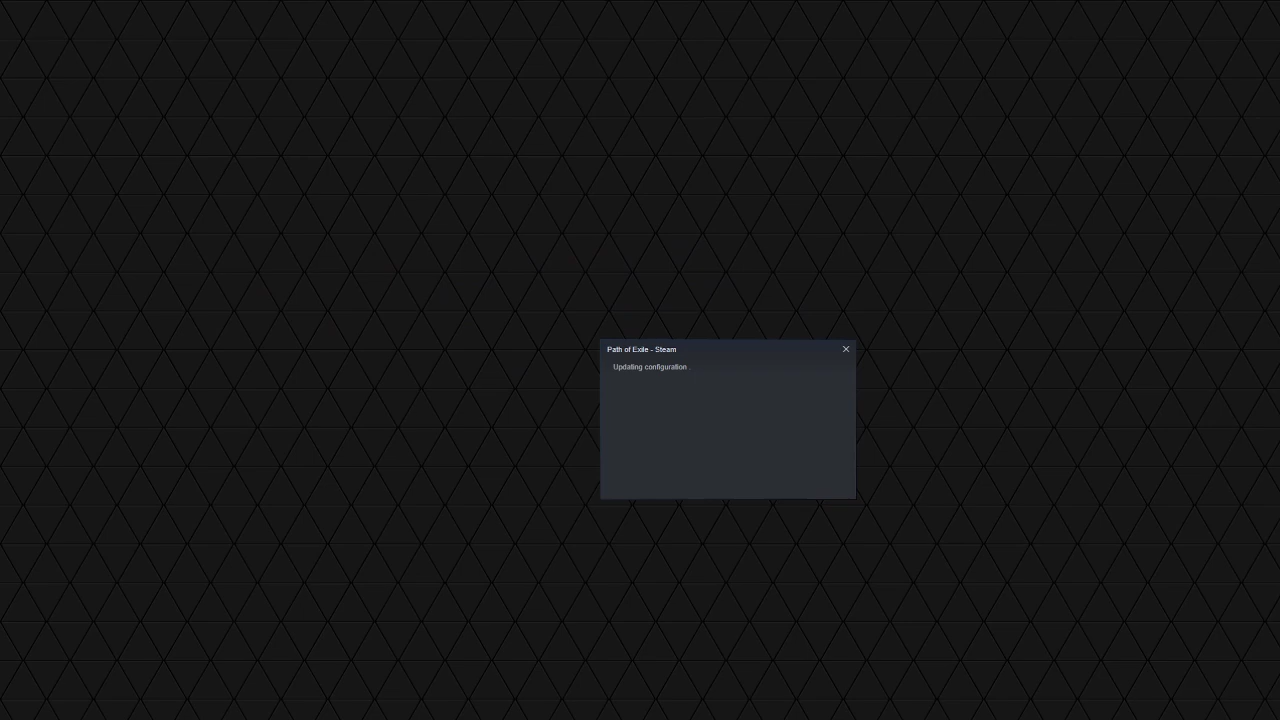 Path of Exile - Steam
Updating configuration .